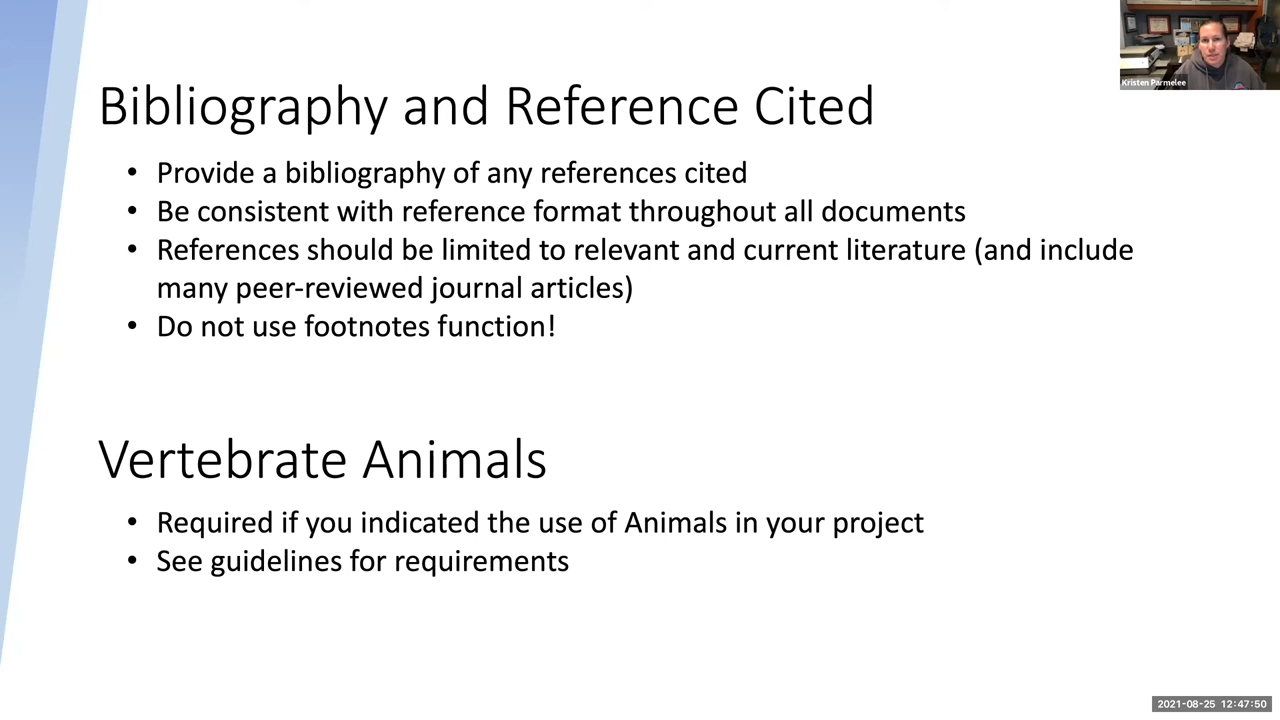 Kristen Parmelee
Bibliography and Reference Cited
• Provide a bibliography of any references cited
• Be consistent with reference format throughout all documents
• References should be limited to relevant and current literature (and include
many peer-reviewed journal articles)
• Do not use footnotes function!
Vertebrate Animals
• Required if you indicated the use of Animals in your project
• See guidelines for requirements
2021-08-25 12:47:50